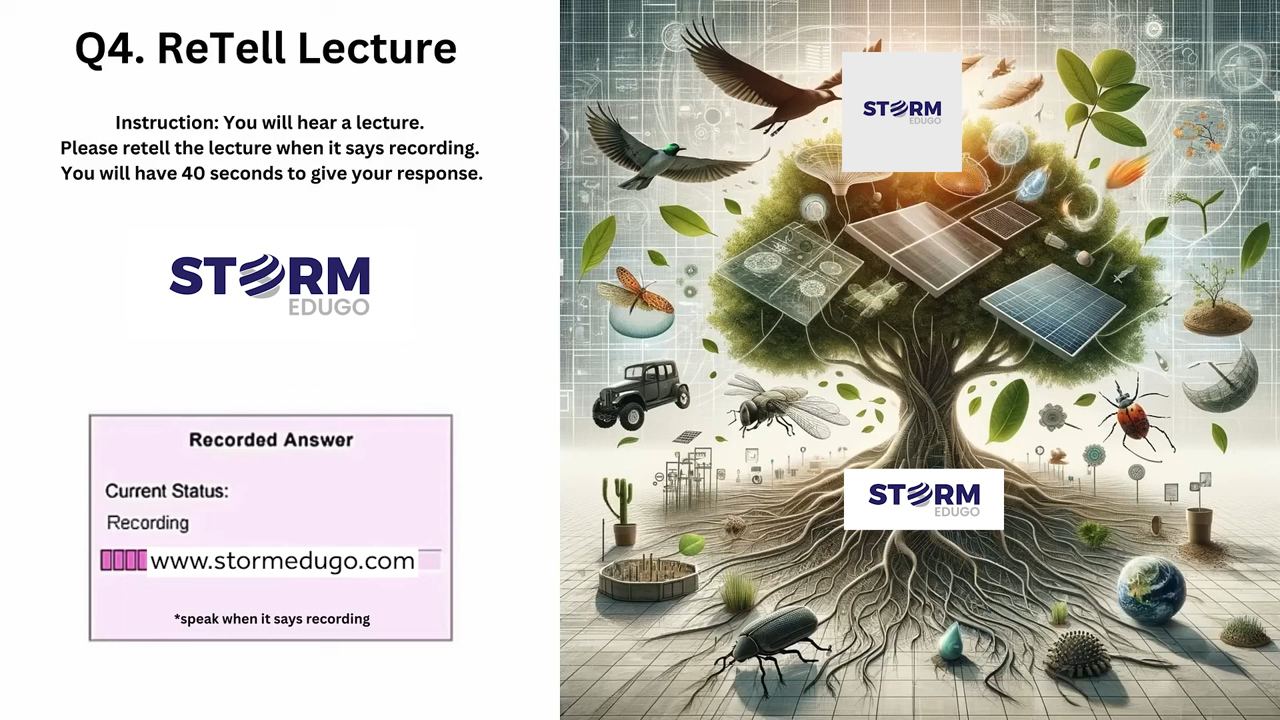 Q4. ReTell Lecture
Instruction: You will hear a lecture.
Please retell the lecture when it says recording.
You will have 40 seconds to give your response.
STORM
EDUGO
Recorded Answer
Current Status:
Recording
www.stormedugo.com
*speak when it says recording
STORM
EDUGO
STORM
EDUGO